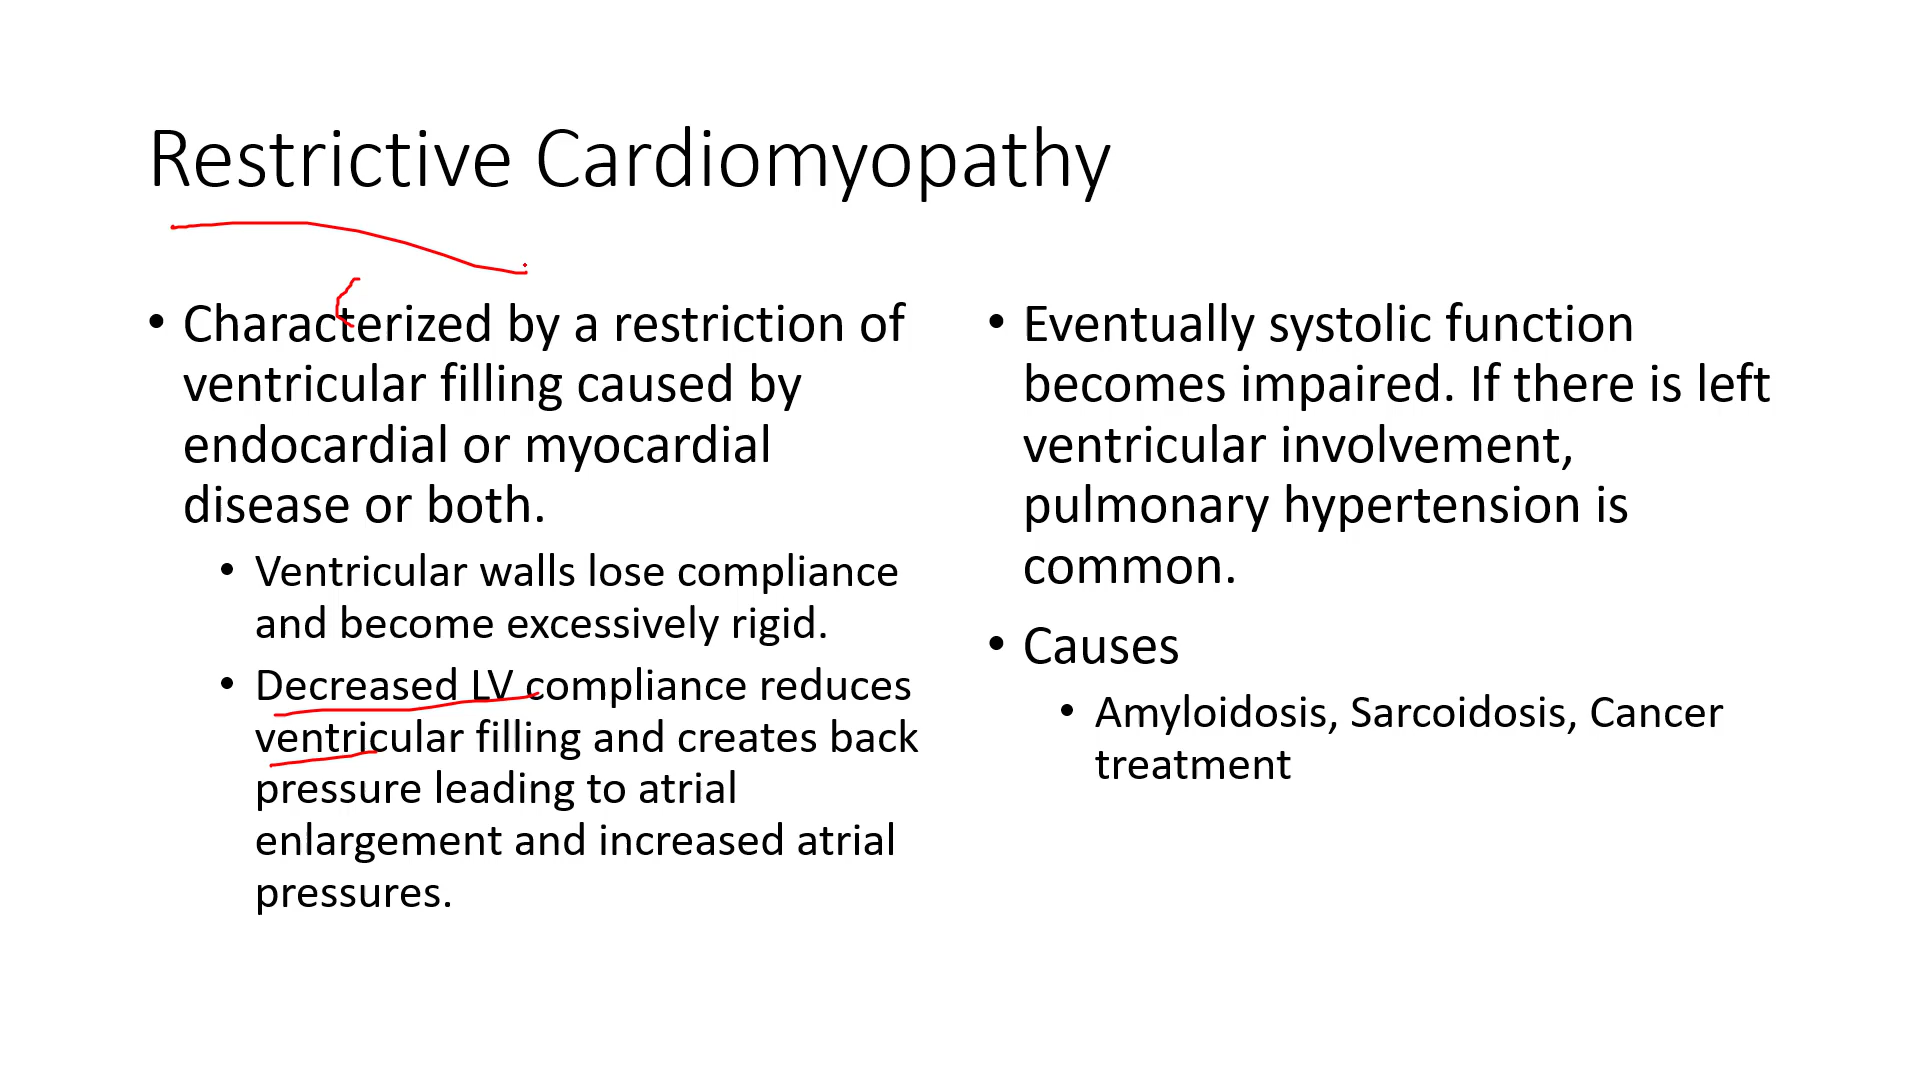 Restrictive Cardiomyopathy
• Characterized by a restriction of
ventricular filling caused by
endocardial or myocardial
disease or both.
• Ventricular walls lose compliance
and become excessively rigid.
• Decreased LV compliance reduces
ventricular filling and creates back
pressure leading to atrial
enlargement and increased atrial
pressures.
• Eventually systolic function
becomes impaired. If there is left
ventricular involvement,
pulmonary hypertension is
common.
• Causes
• Amyloidosis, Sarcoidosis, Cancer
treatment